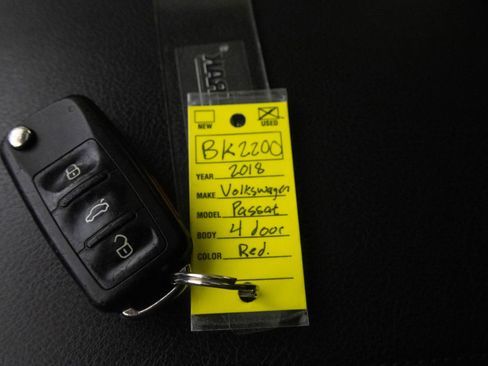 NEW USED
BK2200
YEAR 2018
MAKE Volkswagen
MODEL Passat
BODY 4 door
COLOR Red.